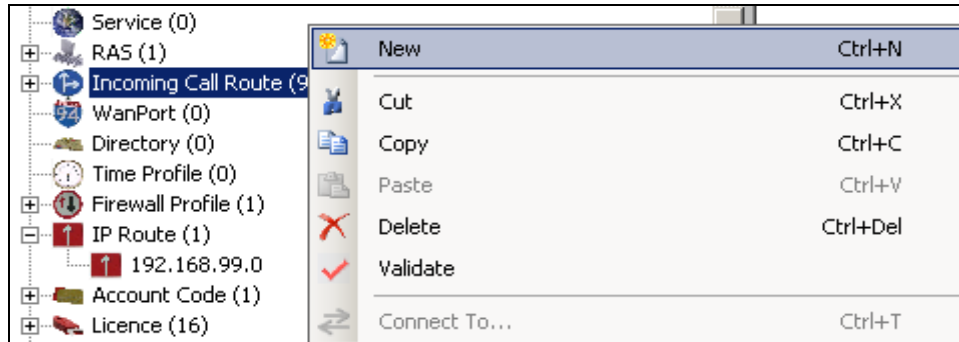 Service (0)
RAS (1)
Incoming Call Route (9
WanPort (0)
Directory (0)
Time Profile (0)
Firewall Profile (1)
IP Route (1)
192.168.99.0
Account Code (1)
Licence (16)
New Ctrl+N
Cut Ctrl+X
Copy Ctrl+C
Paste Ctrl+V
Delete Ctrl+Del
Validate
Connect To... Ctrl+T